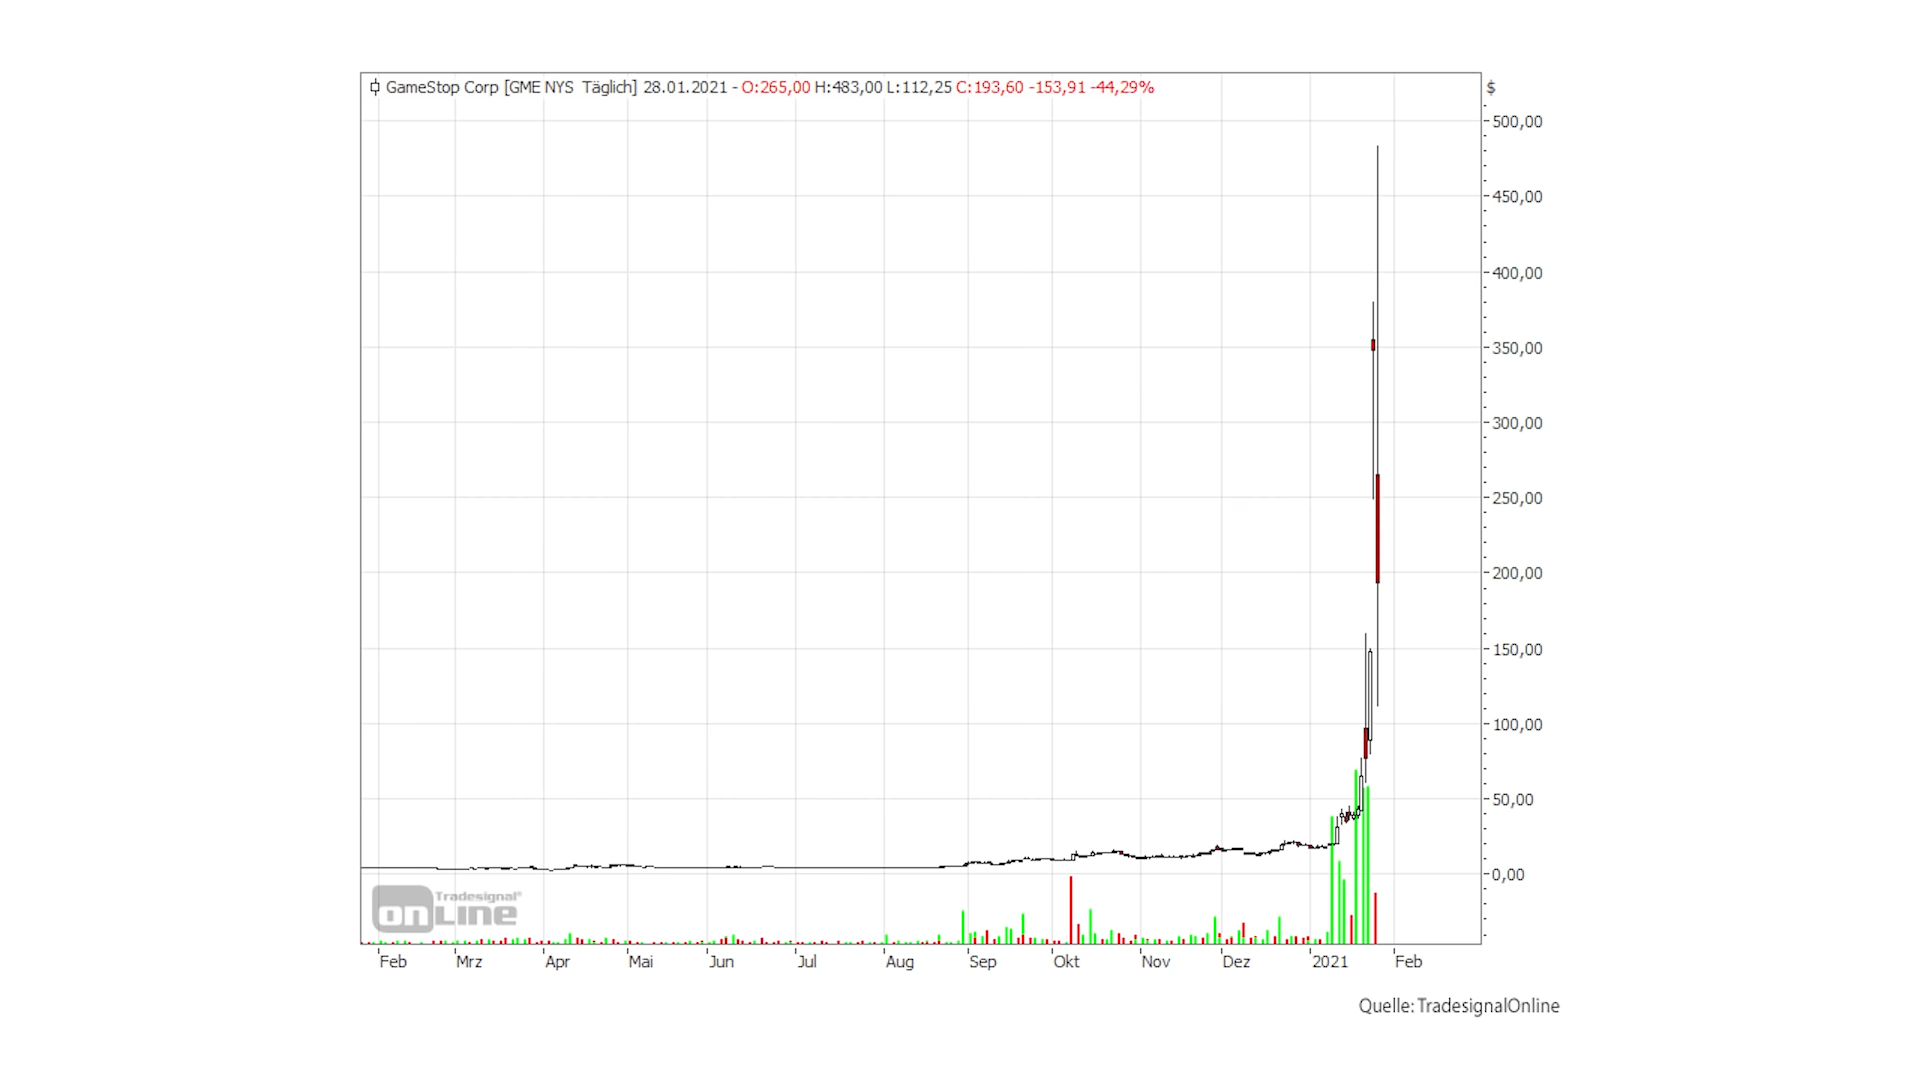 GameStop Corp [GME NYS Täglich] 28.01.2021 - O:265,00 H:483,00 L:112,25 C:193,60 -153,91 -44,29%
$
500,00
450,00
400,00
350,00
300,00
250,00
200,00
150,00
100,00
50,00
0,00
Tradesignal®
onLine
Feb Mrz Apr Mai Jun Jul Aug Sep Okt Nov Dez 2021 Feb
Quelle: TradesignalOnline